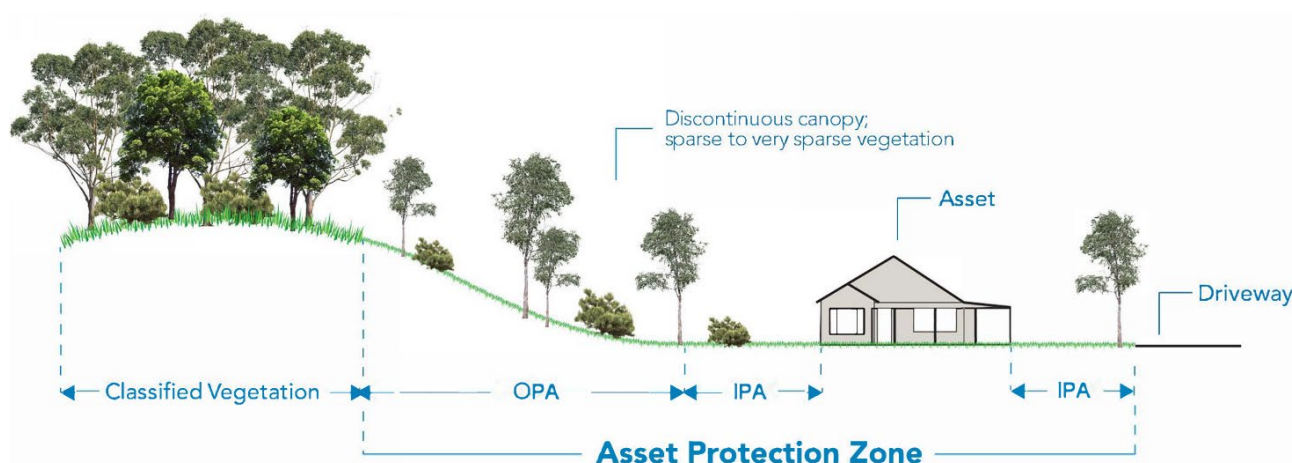 Discontinuous canopy;
sparse to very sparse vegetation
Asset
Driveway
Classified Vegetation
OPA
IPA
IPA
Asset Protection Zone